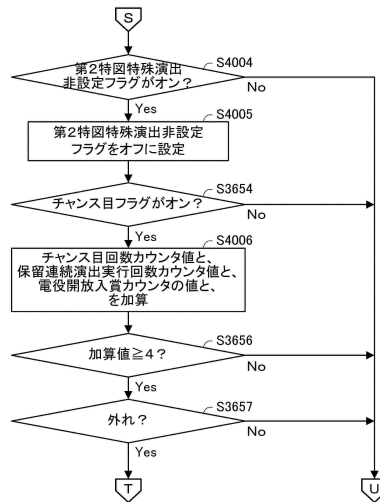 S
第2特図特殊演出
非設定フラグがオン?
S4004
No
Yes
S4005
第2特図特殊演出非設定
フラグをオフに設定
S3654
チャンス目フラグがオン?
No
Yes
S4006
チャンス目回数カウンタ値と、
保留連続演出実行回数カウンタ値と、
電役開放入賞カウンタの値と、
を加算
S3656
加算値≧4?
No
Yes
S3657
外れ?
No
Yes
T
U